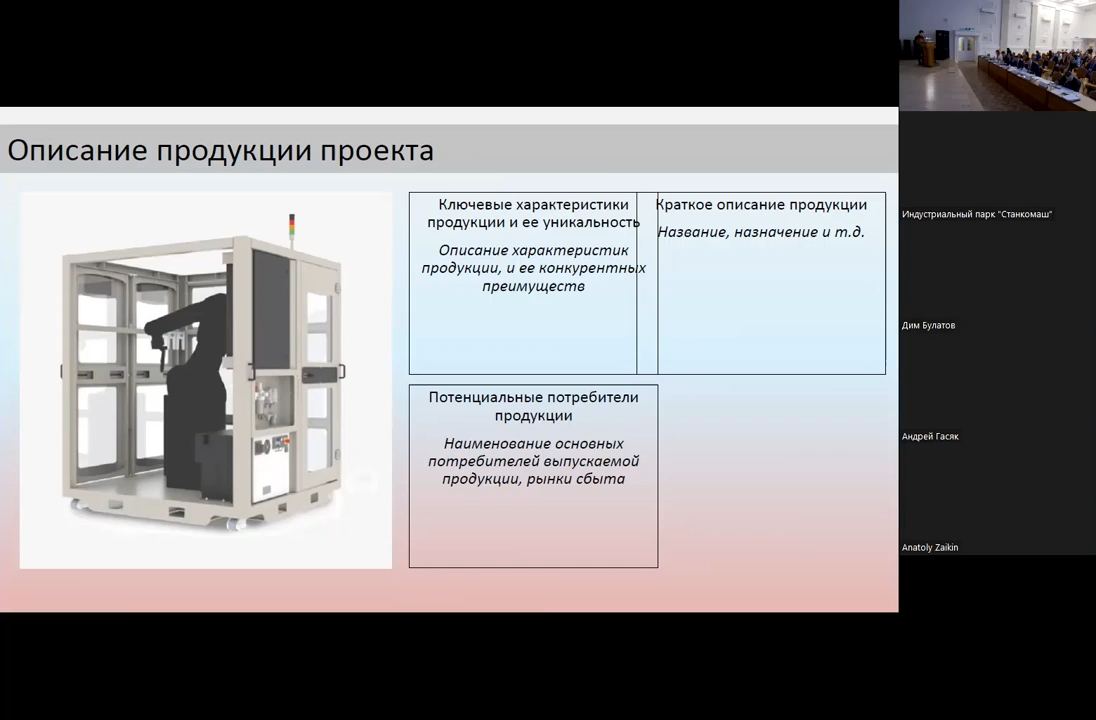 Описание продукции проекта
Ключевые характеристики
продукции и ее уникальность
Описание характеристик
продукции, и ее конкурентных
преимуществ
Краткое описание продукции
Название, назначение и т.д.
Потенциальные потребители
продукции
Наименование основных
потребителей выпускаемой
продукции, рынки сбыта
Индустриальный парк "Станкомаш"
Дим Булатов
Андрей Гасяк
Anatoly Zaikin